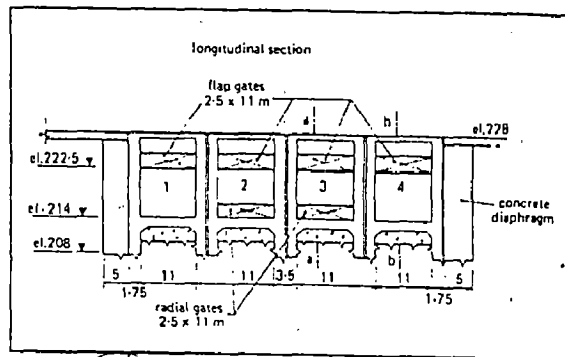 longitudinal section
flap gates
2·5 x 11 m
a h
el.228
el.222·5
1 2 3 4
el.214
concrete
diaphragm
el.208
a b
5 11 11 3·5 11 11 5
1·75 1·75
radial gates
2·5 x 11 m